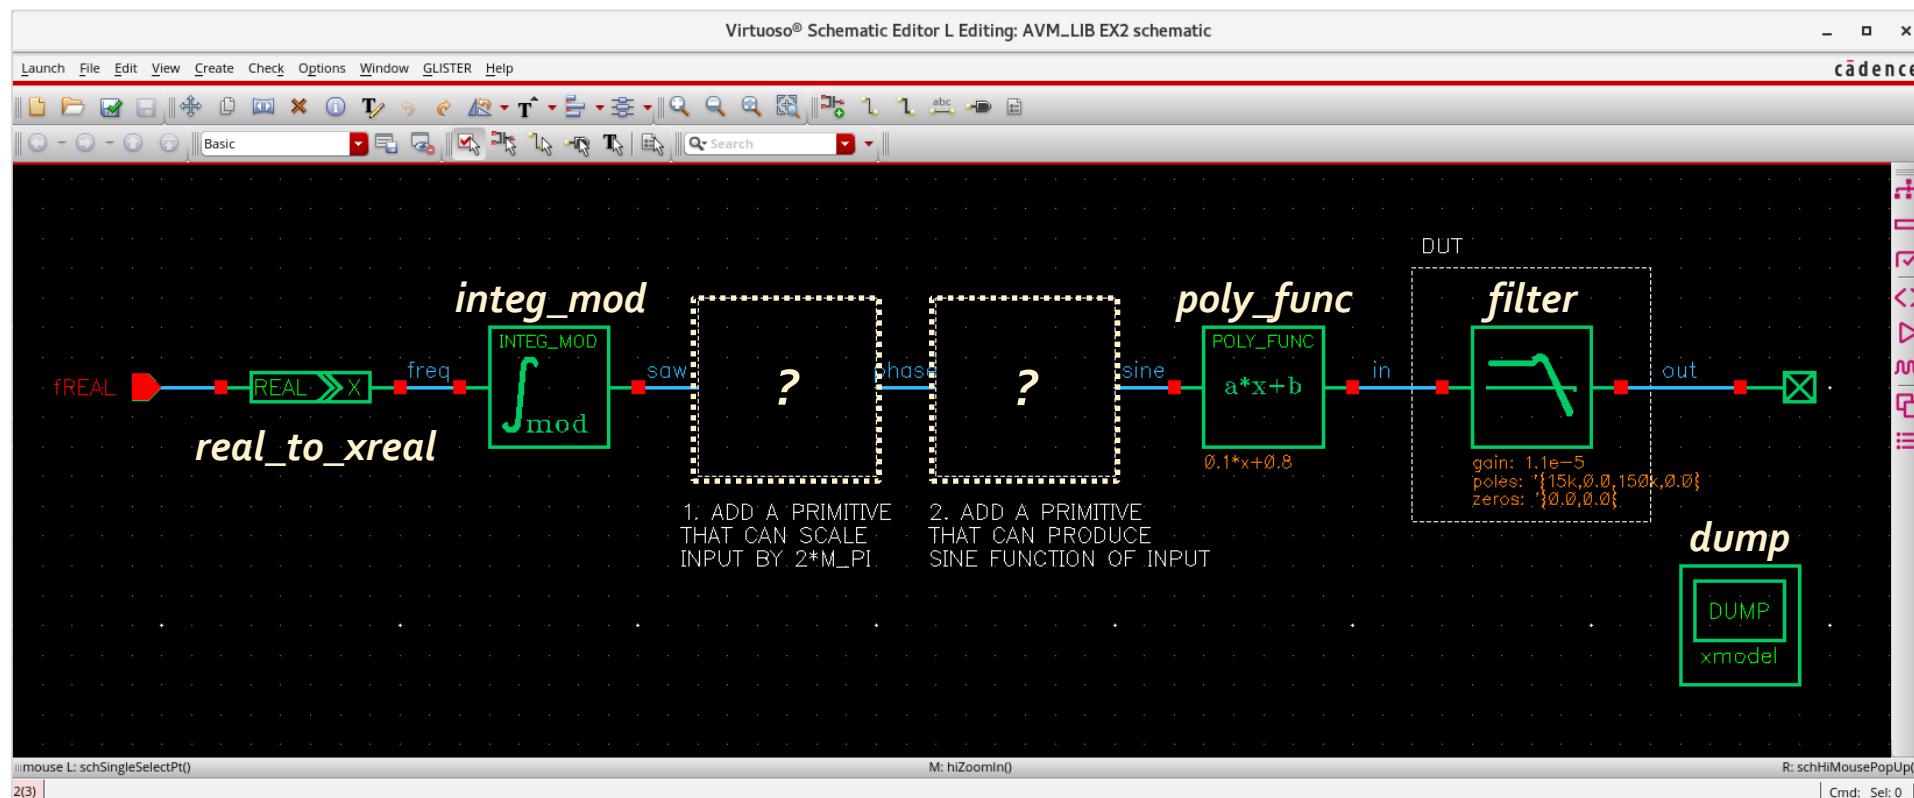 Virtuoso® Schematic Editor L Editing: AVM_LIB EX2 schematic
Launch File Edit View Create Check Options Window GLISTER Help
cādence
abc
Basic
Search
DUT
integ_mod
poly_func
filter
INTEG_MOD
POLY_FUNC
fREAL
REAL X
freq
mod
saw
?
phase
?
sine
a*x+b
in
out
real_to_xreal
0.1*x+0.8
gain: 1.1e-5
poles: '{15k,0.0,150k,0.0}
zeros: '{0.0,0.0}
1. ADD A PRIMITIVE
THAT CAN SCALE
INPUT BY 2*M_PI
2. ADD A PRIMITIVE
THAT CAN PRODUCE
SINE FUNCTION OF INPUT
dump
DUMP
xmodel
mouse L: schSingleSelectPt()
M: hiZoomIn()
R: schHiMousePopUp(
2(3)
Cmd: Sel: 0